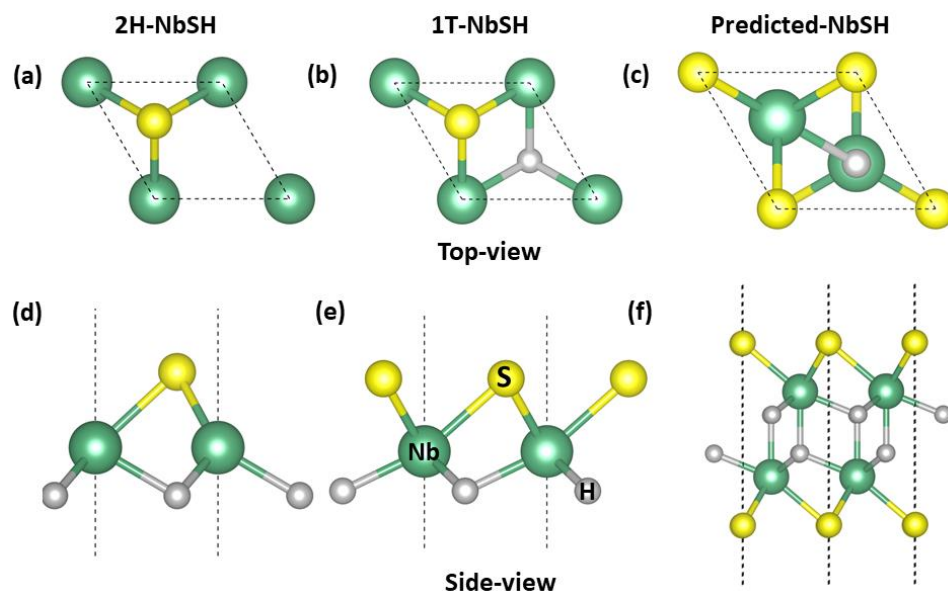 2H-NbSH
1T-NbSH
Predicted-NbSH
(a)
(b)
(c)
Top-view
(d)
(e)
(f)
S
Nb
H
Side-view